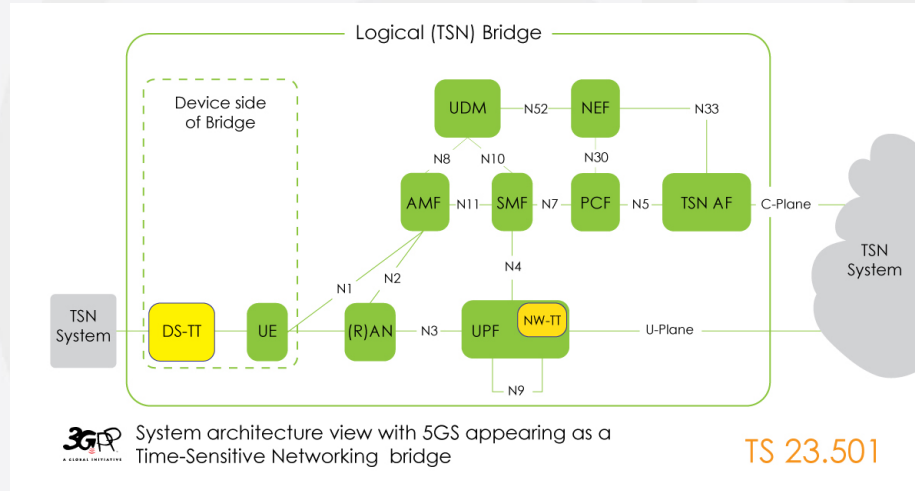 Logical (TSN) Bridge
Device side
of Bridge
UDM
N52
NEF
N33
N8
N10
N30
AMF
N11
SMF
N7
PCF
N5
TSN AF
C-Plane
TSN
System
N1
N2
N4
TSN
System
DS-TT
UE
(R)AN
N3
UPF
NW-TT
U-Plane
N9
3GPP
A GLOBAL INITIATIVE
System architecture view with 5GS appearing as a
Time-Sensitive Networking bridge
TS 23.501